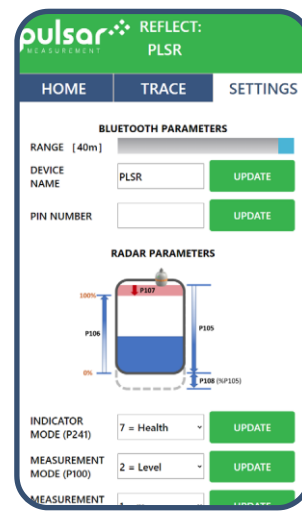 pulsar
MEASUREMENT
REFLECT:
PLSR
HOME TRACE SETTINGS
BLUETOOTH PARAMETERS
RANGE [40m]
DEVICE
NAME
PLSR
UPDATE
PIN NUMBER
UPDATE
RADAR PARAMETERS
P107
100%
P106
P105
0%
P108 (%P105)
INDICATOR
MODE (P241)
7 = Health
UPDATE
MEASUREMENT
MODE (P100)
2 = Level
UPDATE
MEASUREMENT
UPDATE